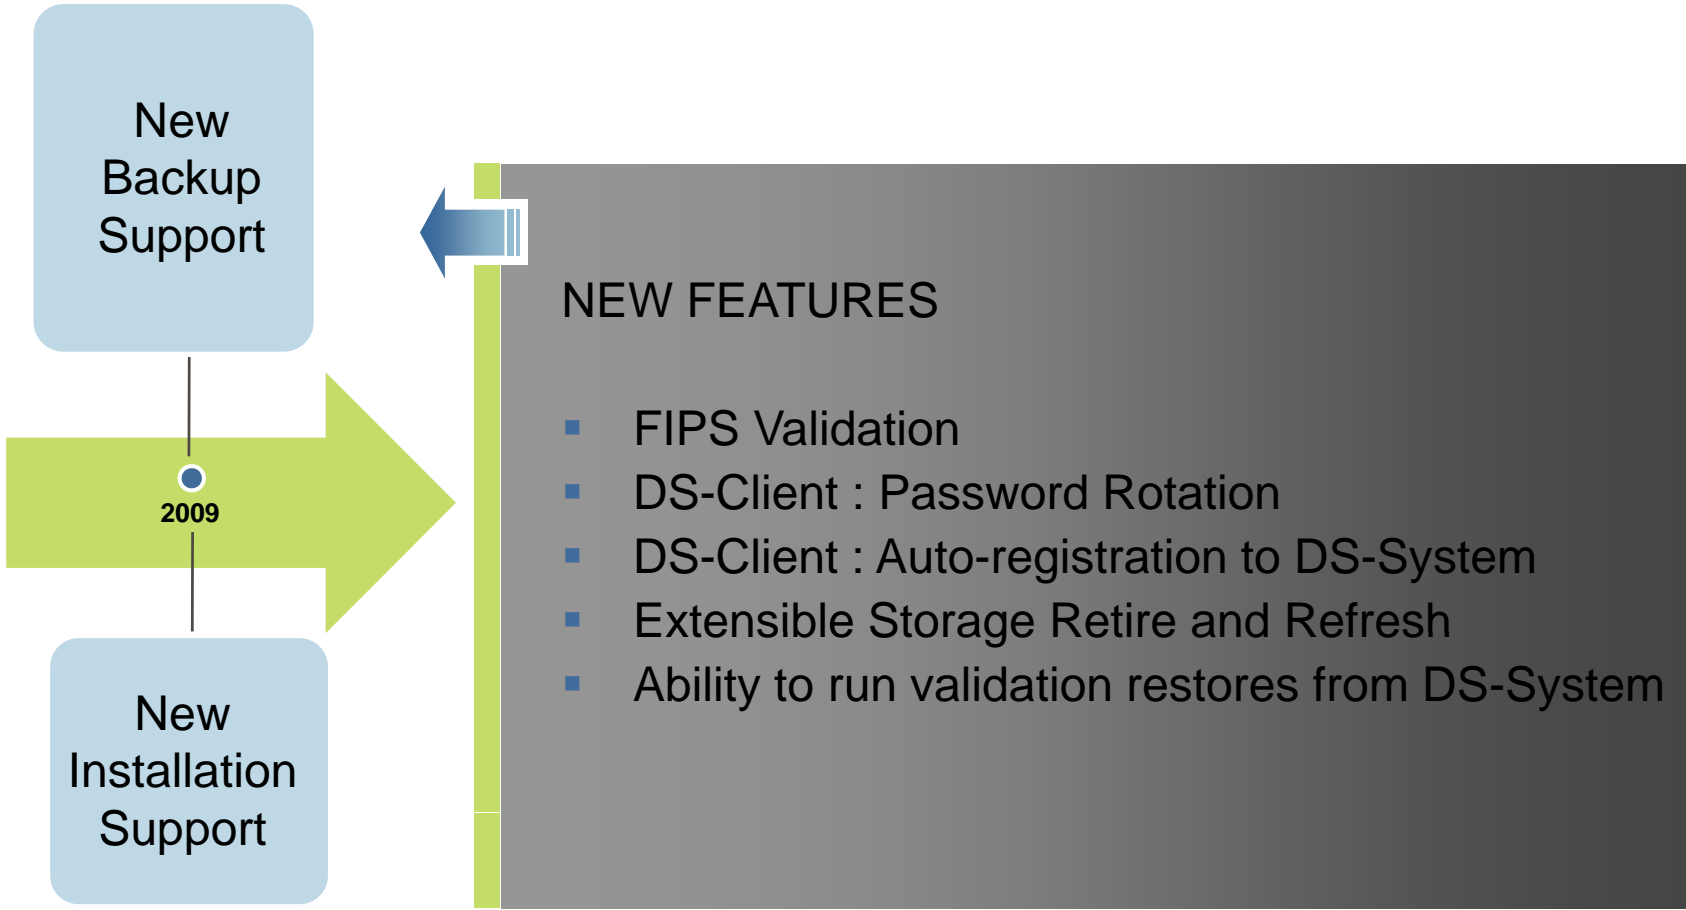 New
Backup
Support
2009
New
Installation
Support
NEW FEATURES
▪ FIPS Validation
▪ DS-Client : Password Rotation
▪ DS-Client : Auto-registration to DS-System
▪ Extensible Storage Retire and Refresh
▪ Ability to run validation restores from DS-System